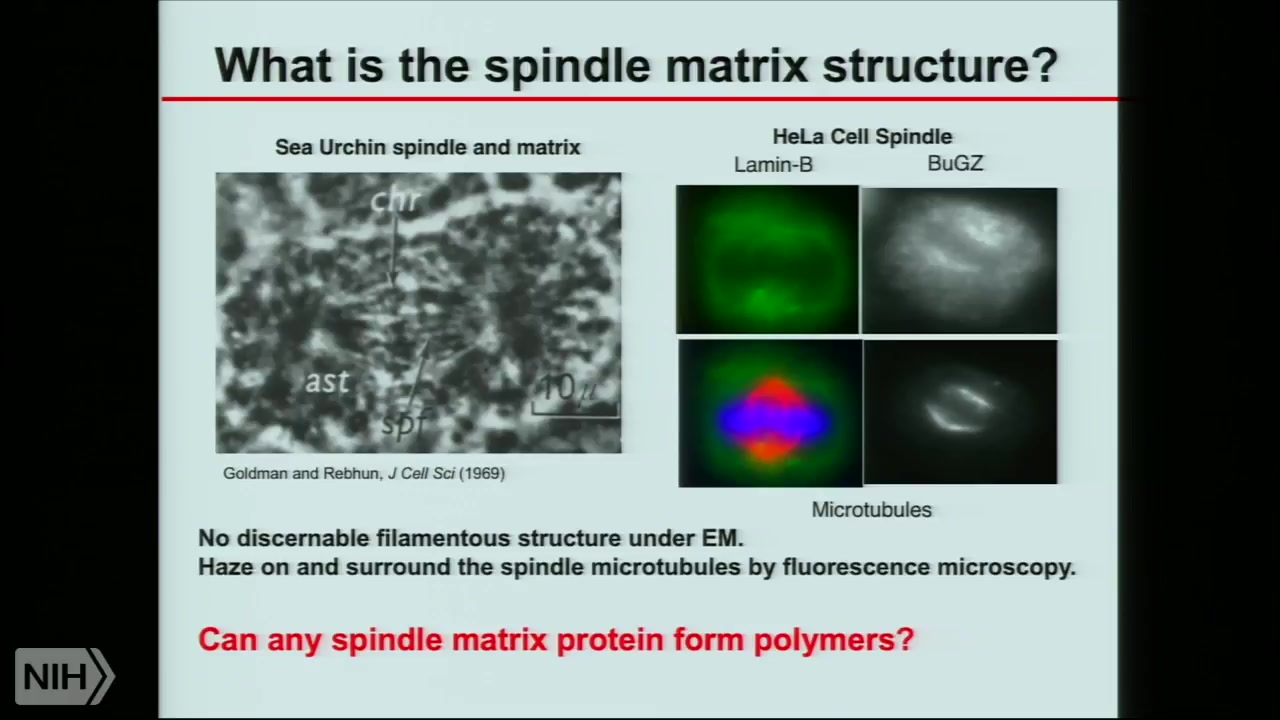 What is the spindle matrix structure?
Sea Urchin spindle and matrix
HeLa Cell Spindle
Lamin-B
BuGZ
chr
ast
spf
10 μ
Goldman and Rebhun, J Cell Sci (1969)
Microtubules
No discernable filamentous structure under EM.
Haze on and surround the spindle microtubules by fluorescence microscopy.
Can any spindle matrix protein form polymers?
NIH